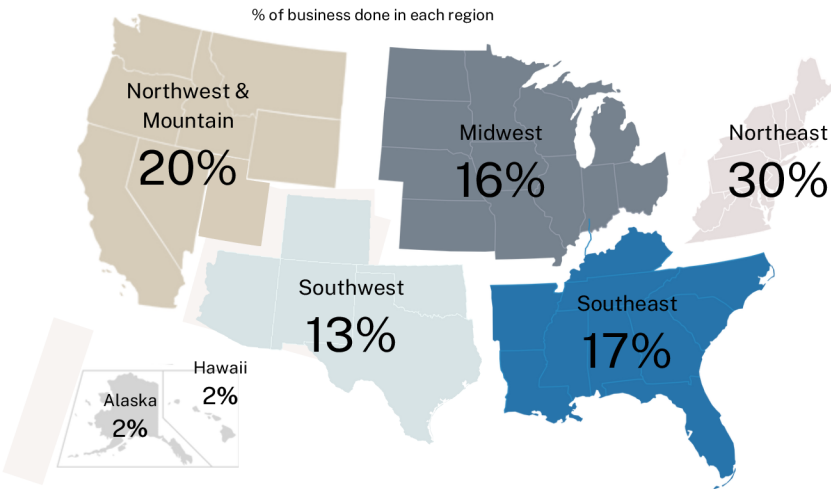 % of business done in each region
Northwest &
Mountain
20%
Midwest
16%
Northeast
30%
Southwest
13%
Southeast
17%
Hawaii
2%
Alaska
2%